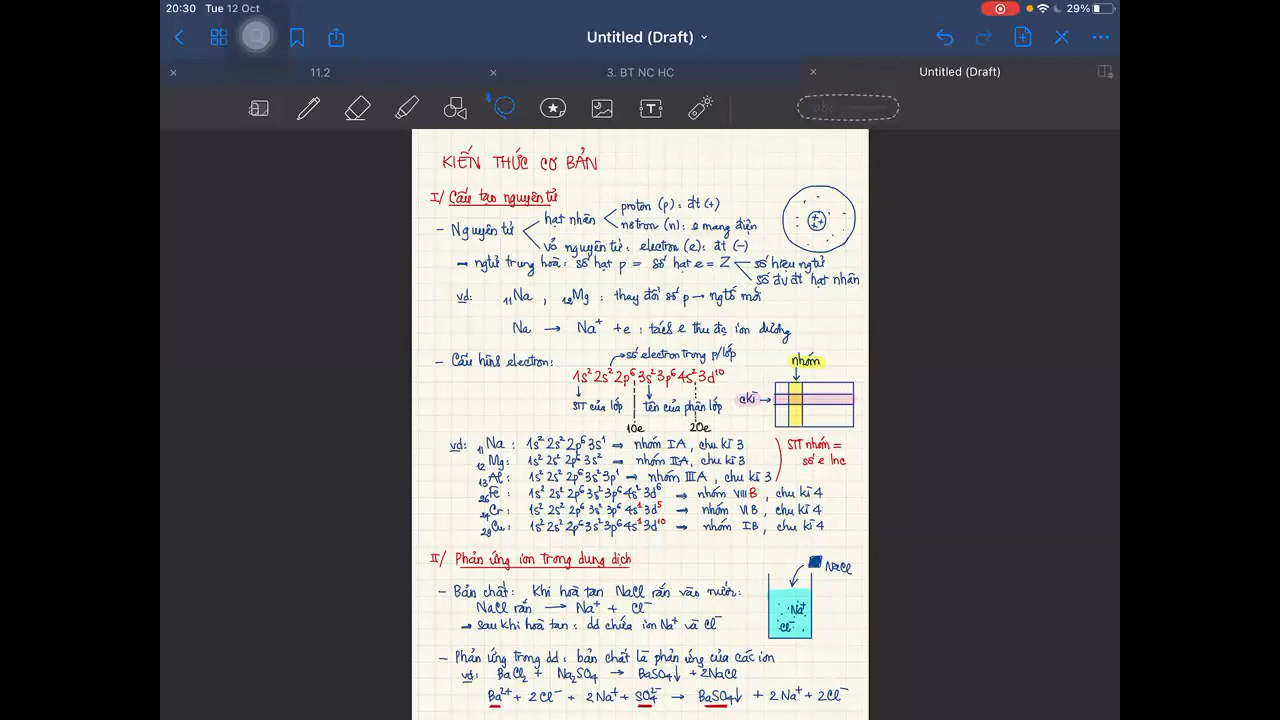 20:30 Tue 12 Oct
29%
Untitled (Draft)
11.2
3. BT NC HC
Untitled (Draft)
KIẾN THỨC CƠ BẢN
I/ Cấu tạo nguyên tử
- Nguyên tử
hạt nhân
proton (p): đt (+)
nơtron (n): ko mang điện
vỏ nguyên tử: electron (e): đt (-)
→ ngtử trung hoà: số hạt p = số hạt e = Z
số hiệu ngtử
số đv đt hạt nhân
vd: ₁₁Na, ₁₂Mg: thay đổi số p → ngtố mới
Na → Na⁺ + e: tách e thu đc ion dương
- Cấu hình electron:
số electron trong p/lớp
1s² 2s² 2p⁶ 3s² 3p⁶ 4s² 3d¹⁰
STT của lớp
tên của phân lớp
10e
20e
nhóm
ckì
vd: ₁₁Na: 1s² 2s² 2p⁶ 3s¹ → nhóm IA, chu kì 3
₁₂Mg: 1s² 2s² 2p⁶ 3s² → nhóm IIA, chu kì 3
₁₃Al: 1s² 2s² 2p⁶ 3s² 3p¹ → nhóm IIIA, chu kì 3
STT nhóm =
số e lnc
₂₆Fe: 1s² 2s² 2p⁶ 3s² 3p⁶ 4s² 3d⁶ → nhóm VIIIB, chu kì 4
₂₄Cr: 1s² 2s² 2p⁶ 3s² 3p⁶ 4s¹ 3d⁵ → nhóm VIB, chu kì 4
₂₉Cu: 1s² 2s² 2p⁶ 3s² 3p⁶ 4s¹ 3d¹⁰ → nhóm IB, chu kì 4
II/ Phản ứng ion trong dung dịch
NaCl
- Bản chất: Khi hoà tan NaCl rắn vào nước:
NaCl rắn → Na⁺ + Cl⁻
→ sau khi hoà tan: dd chứa ion Na⁺ và Cl⁻
Na⁺
Cl⁻
- Phản ứng trong dd: bản chất là phản ứng của các ion
vd: BaCl₂ + Na₂SO₄ → BaSO₄↓ + 2NaCl
Ba²⁺ + 2Cl⁻ + 2Na⁺ + SO₄²⁻ → BaSO₄↓ + 2Na⁺ + 2Cl⁻